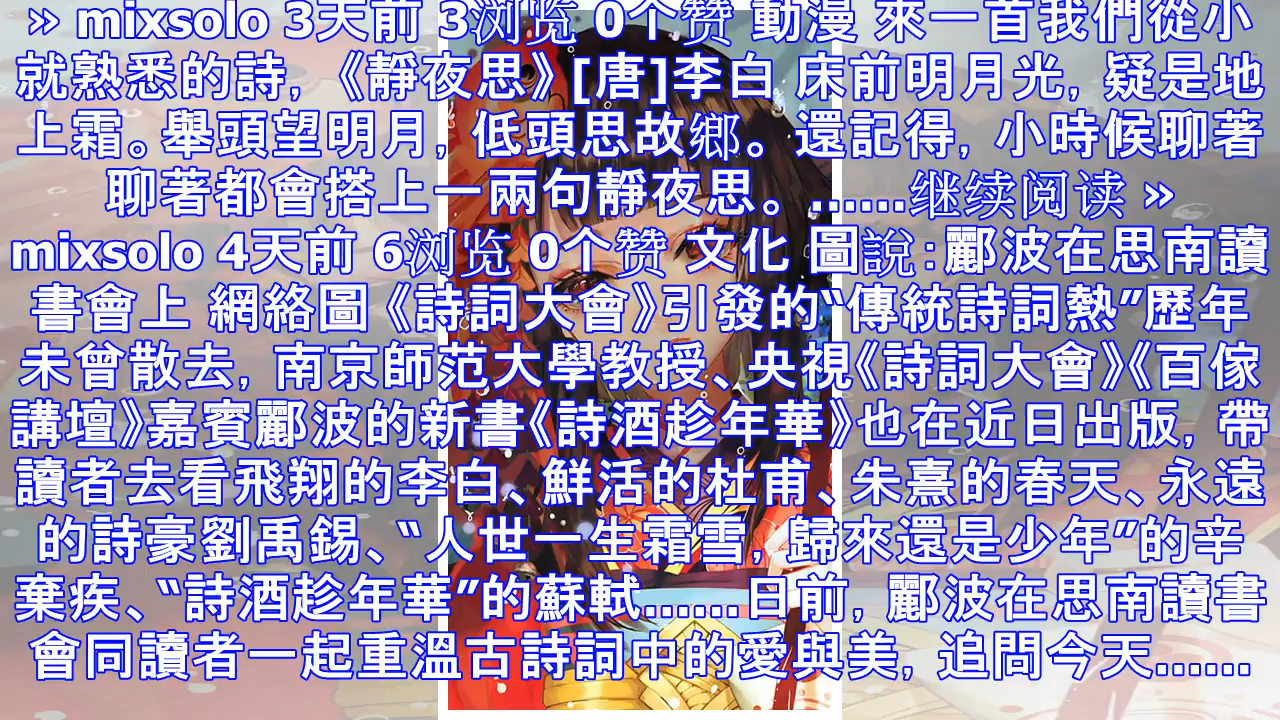 » mixsolo 3天前 3浏览 0个赞 動漫 來一首我們從小
就熟悉的詩，《靜夜思》[唐]李白 床前明月光，疑是地
上霜。舉頭望明月，低頭思故鄉。還記得，小時候聊著
聊著都會搭上一兩句靜夜思。......继续阅读 »
mixsolo 4天前 6浏览 0个赞 文化 圖說：酈波在思南讀
書會上 網絡圖《詩詞大會》引發的“傳統詩詞熱”歷年
未曾散去，南京師范大學教授、央視《詩詞大會》《百傢
講壇》嘉賓酈波的新書《詩酒趁年華》也在近日出版，帶
讀者去看飛翔的李白、鮮活的杜甫、朱熹的春天、永遠
的詩豪劉禹錫、“人世一生霜雪，歸來還是少年”的辛
棄疾、“詩酒趁年華”的蘇軾......日前，酈波在思南讀書
會同讀者一起重溫古詩詞中的愛與美，追問今天......